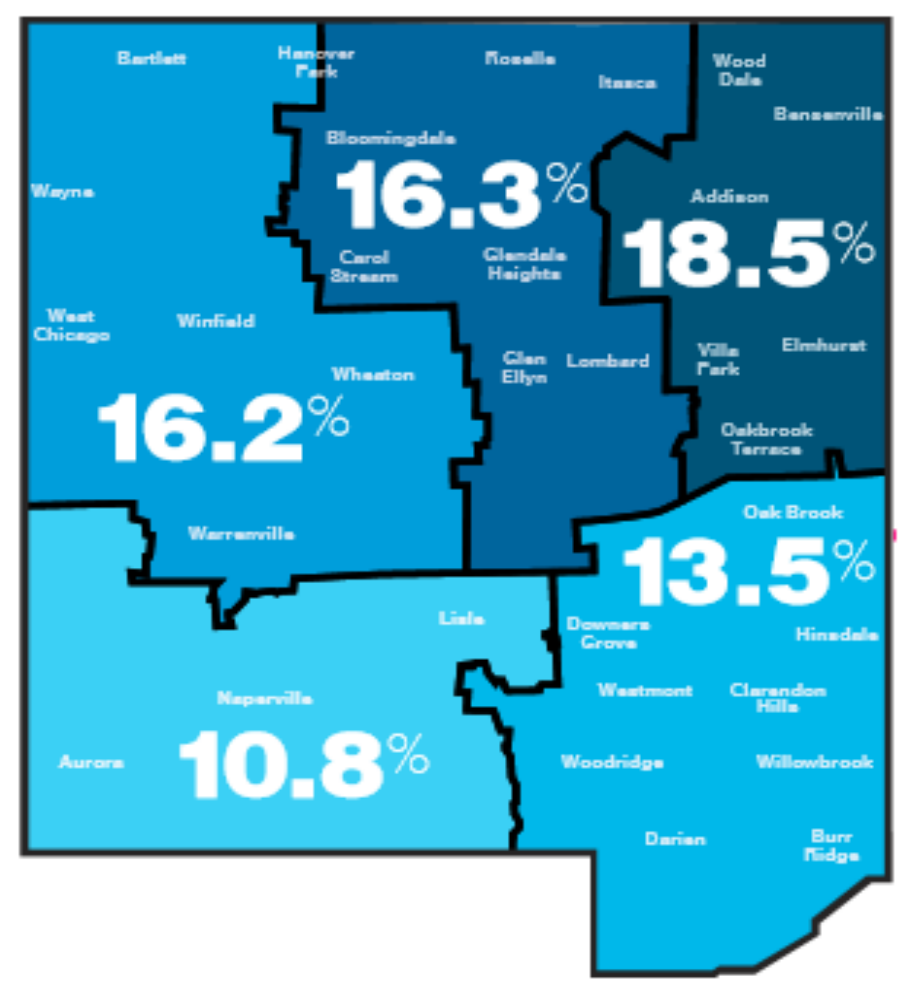 Bartlett
Hanover
Park
Roselle
Itasca
Wood
Dale
Bensenville
Bloomingdale
16.3%
Wayne
Addison
18.5%
Carol
Stream
Glendale
Heights
West
Chicago
Winfield
Wheaton
Glen
Ellyn
Lombard
Villa
Park
Elmhurst
16.2%
Oakbrook
Terrace
Warrenville
Oak Brook
13.5%
Lisle
Downers
Grove
Hinsdale
Naperville
Westmont
Clarendon
Hills
Aurora
10.8%
Woodridge
Willowbrook
Darien
Burr
Ridge